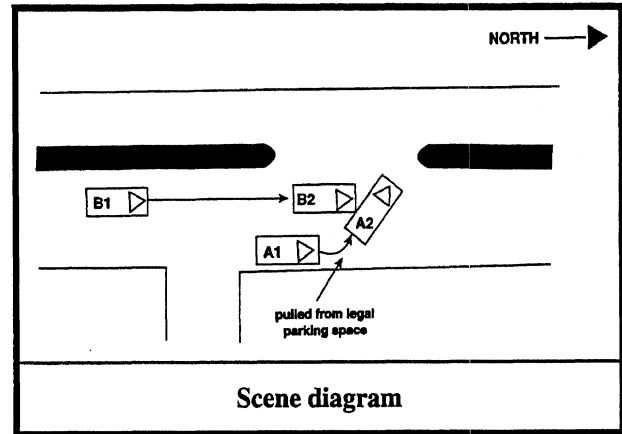 NORTH
B1
B2
A2
A1
pulled from legal
parking space
Scene diagram